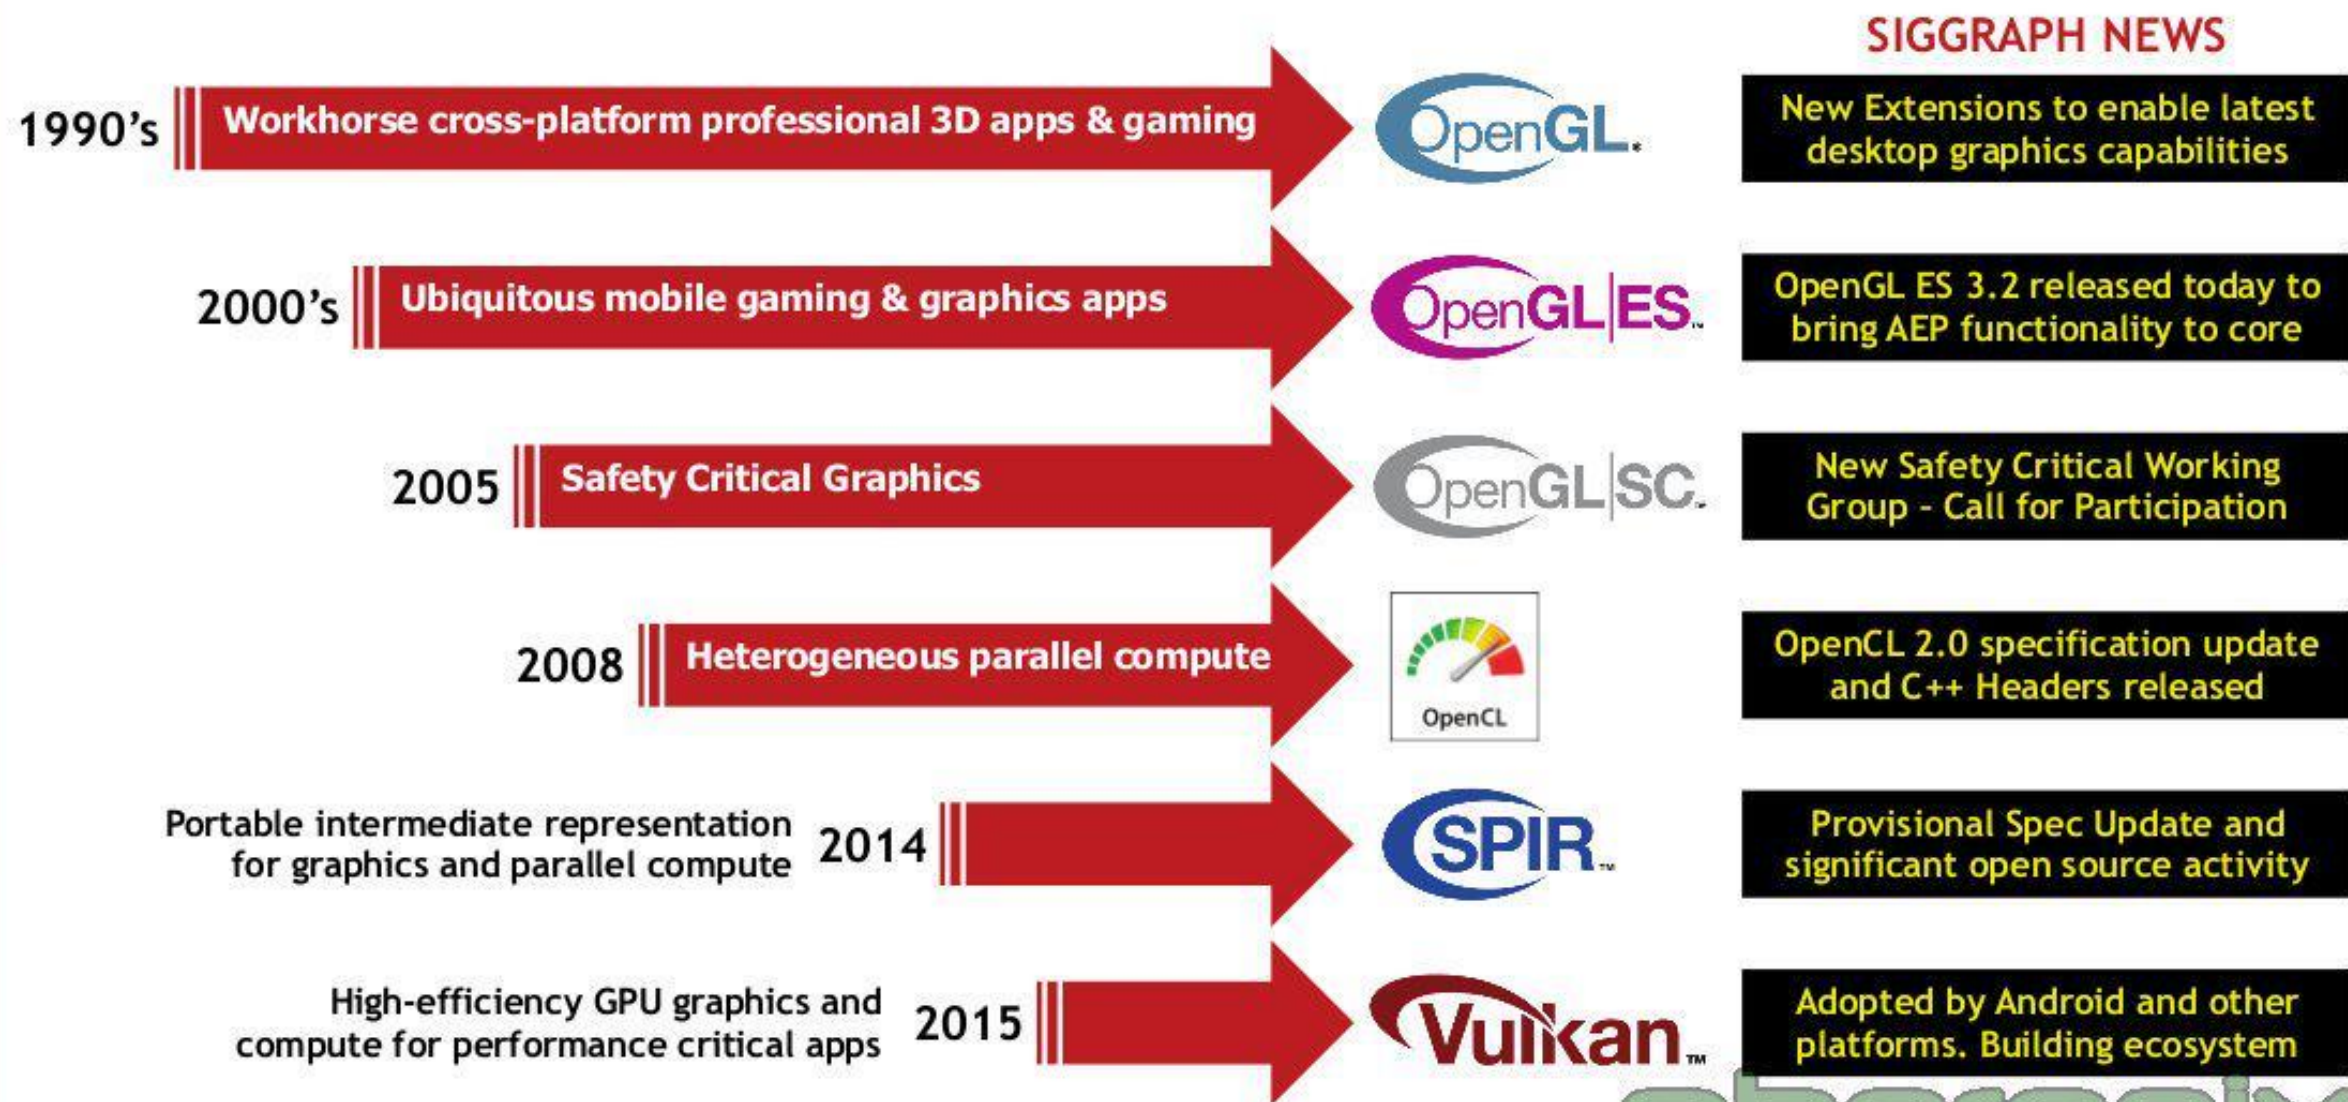 SIGGRAPH NEWS
1990's
Workhorse cross-platform professional 3D apps & gaming
OpenGL®
New Extensions to enable latest
desktop graphics capabilities
2000's
Ubiquitous mobile gaming & graphics apps
OpenGL|ES™
OpenGL ES 3.2 released today to
bring AEP functionality to core
2005
Safety Critical Graphics
OpenGL|SC™
New Safety Critical Working
Group - Call for Participation
2008
Heterogeneous parallel compute
OpenCL
OpenCL 2.0 specification update
and C++ Headers released
Portable intermediate representation
for graphics and parallel compute
2014
SPIR™
Provisional Spec Update and
significant open source activity
High-efficiency GPU graphics and
compute for performance critical apps
2015
Vulkan™
Adopted by Android and other
platforms. Building ecosystem